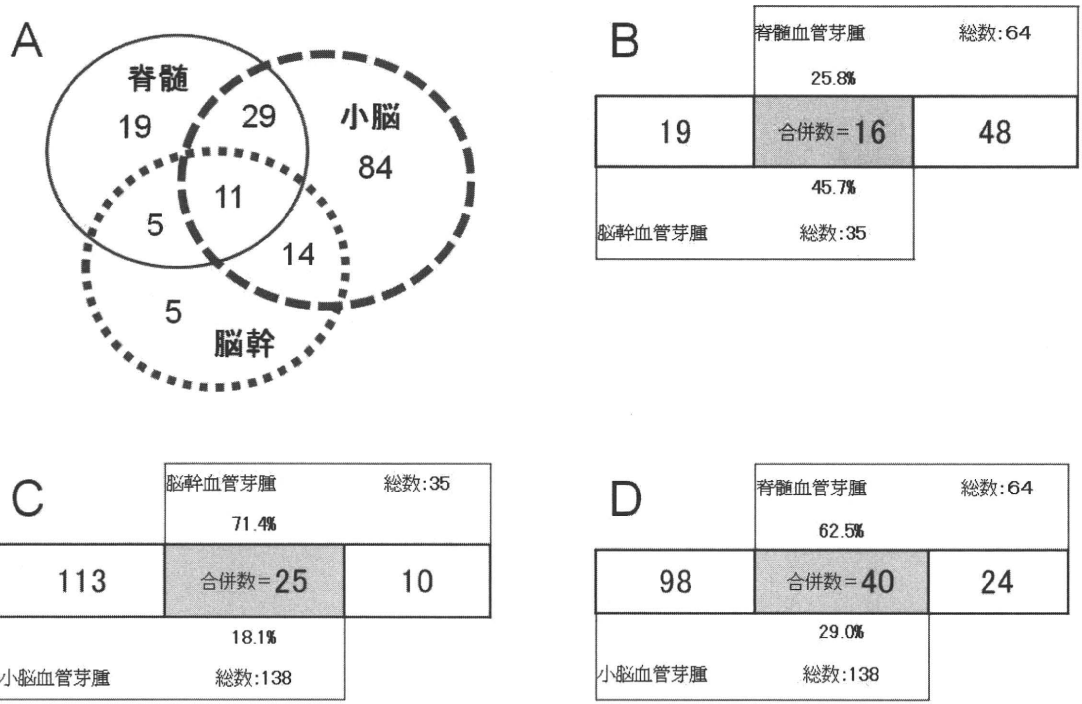 A
脊髄
19
29
小脳
84
11
5
14
5
脳幹
B
脊髄血管芽腫 総数:64
25.8%
19 合併数=16 48
45.7%
脳幹血管芽腫 総数:35
C
脳幹血管芽腫 総数:35
71.4%
113 合併数=25 10
18.1%
小脳血管芽腫 総数:138
D
脊髄血管芽腫 総数:64
62.5%
98 合併数=40 24
29.0%
小脳血管芽腫 総数:138